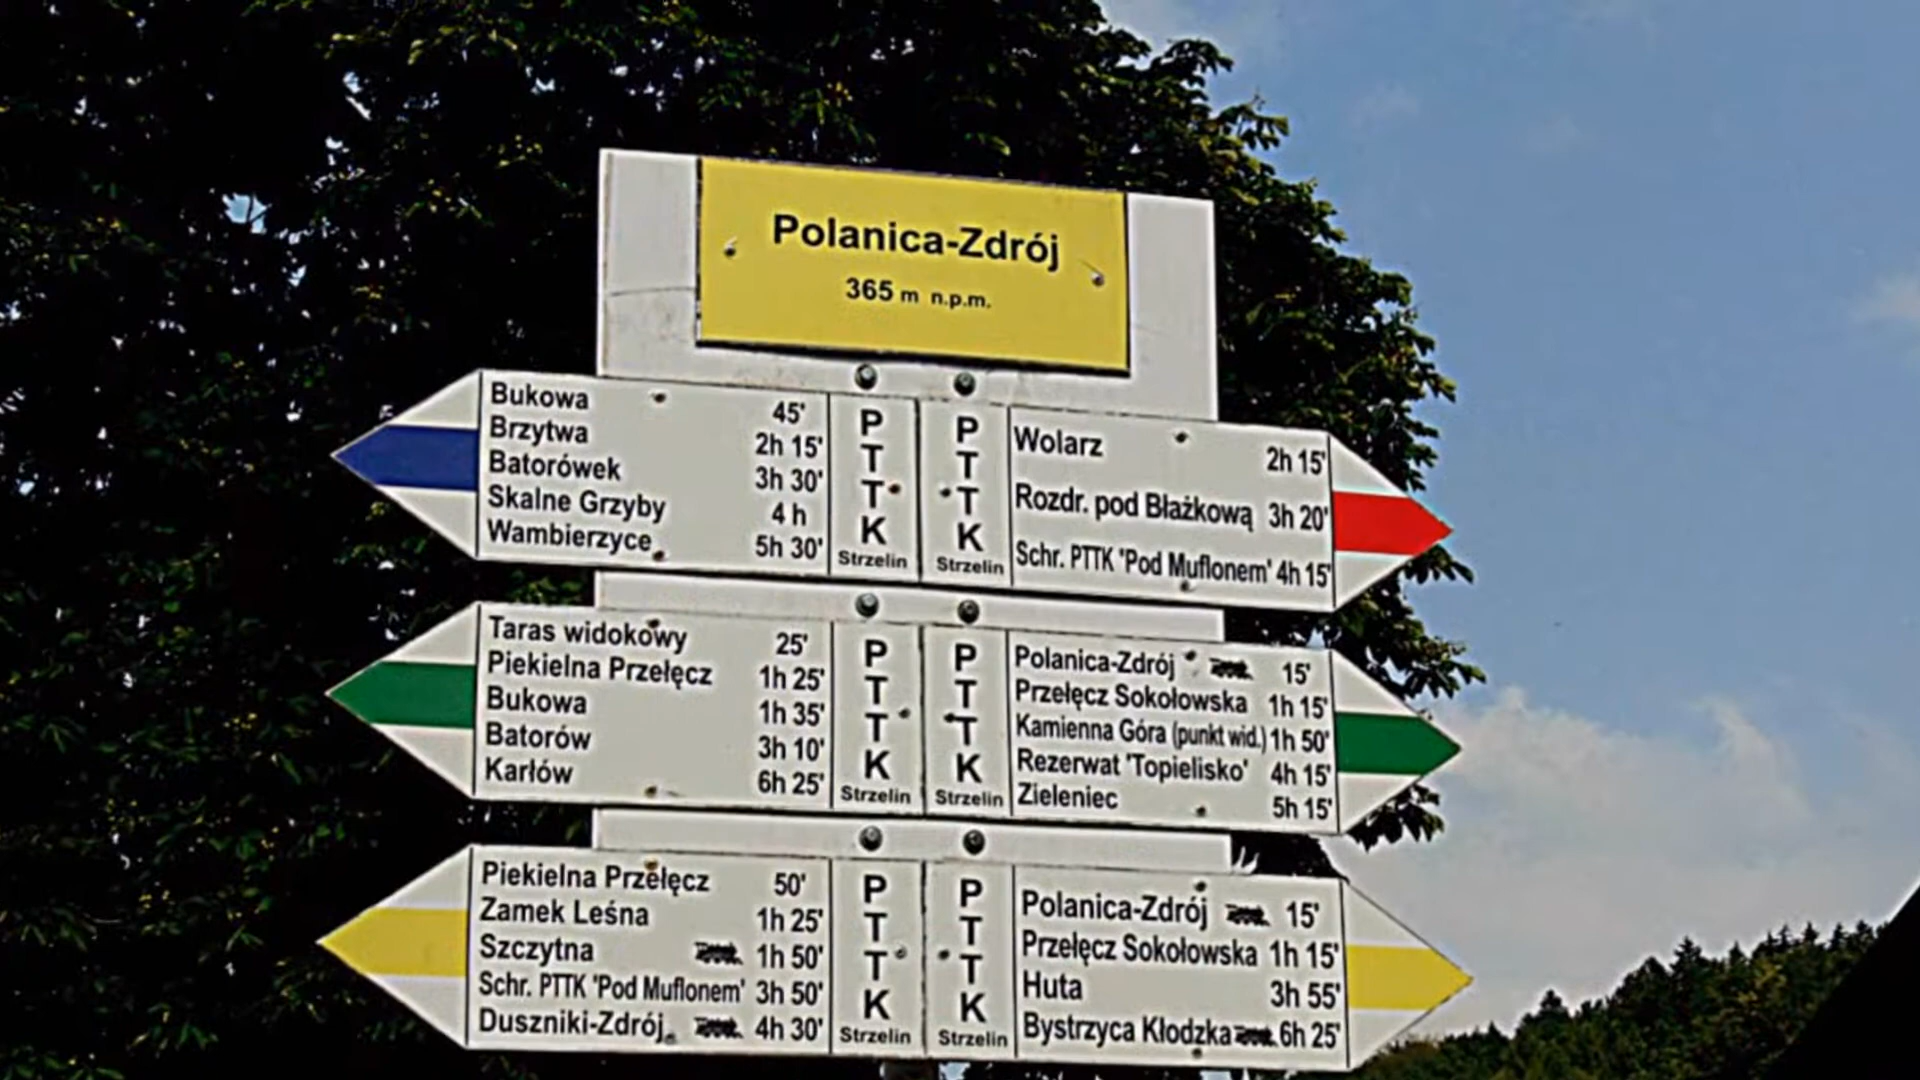 Polanica-Zdrój
365 m n.p.m.
Bukowa 45'
Brzytwa 2h 15'
Batorówek 3h 30'
Skalne Grzyby 4 h
Wambierzyce 5h 30'
PTTK
Strzelin
PTTK
Strzelin
Wolarz 2h 15'
Rozdr. pod Błażkową 3h 20'
Schr. PTTK 'Pod Muflonem' 4h 15'
Taras widokowy 25'
Piekielna Przełęcz 1h 25'
Bukowa 1h 35'
Batorów 3h 10'
Karłów 6h 25'
PTTK
Strzelin
PTTK
Strzelin
Polanica-Zdrój 15'
Przełęcz Sokołowska 1h 15'
Kamienna Góra (punkt wid.) 1h 50'
Rezerwat 'Topielisko' 4h 15'
Zieleniec 5h 15'
Piekielna Przełęcz 50'
Zamek Leśna 1h 25'
Szczytna 1h 50'
Schr. PTTK 'Pod Muflonem' 3h 50'
Duszniki-Zdrój 4h 30'
PTTK
Strzelin
PTTK
Strzelin
Polanica-Zdrój 15'
Przełęcz Sokołowska 1h 15'
Huta 3h 55'
Bystrzyca Kłodzka 6h 25'